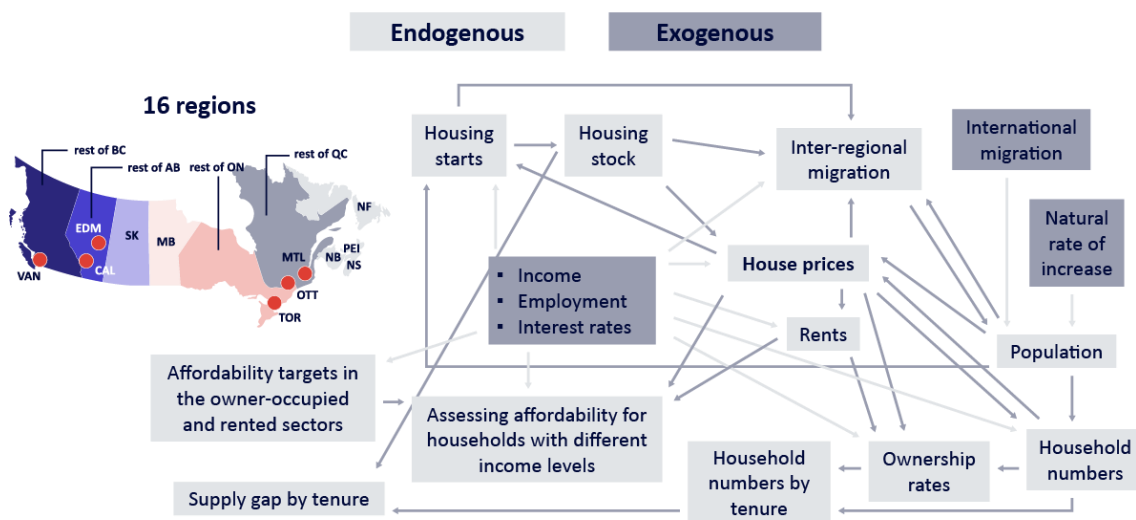 Endogenous
Exogenous
16 regions
rest of BC
rest of AB
rest of ON
rest of QC
NF
EDM
SK
MB
MTL
PEI
NB
NS
VAN
CAL
OTT
TOR
Housing
starts
Housing
stock
Inter-regional
migration
International
migration
Natural
rate of
increase
▪ Income
▪ Employment
▪ Interest rates
House prices
Rents
Population
Affordability targets in
the owner-occupied
and rented sectors
Assessing affordability for
households with different
income levels
Supply gap by tenure
Household
numbers by
tenure
Ownership
rates
Household
numbers